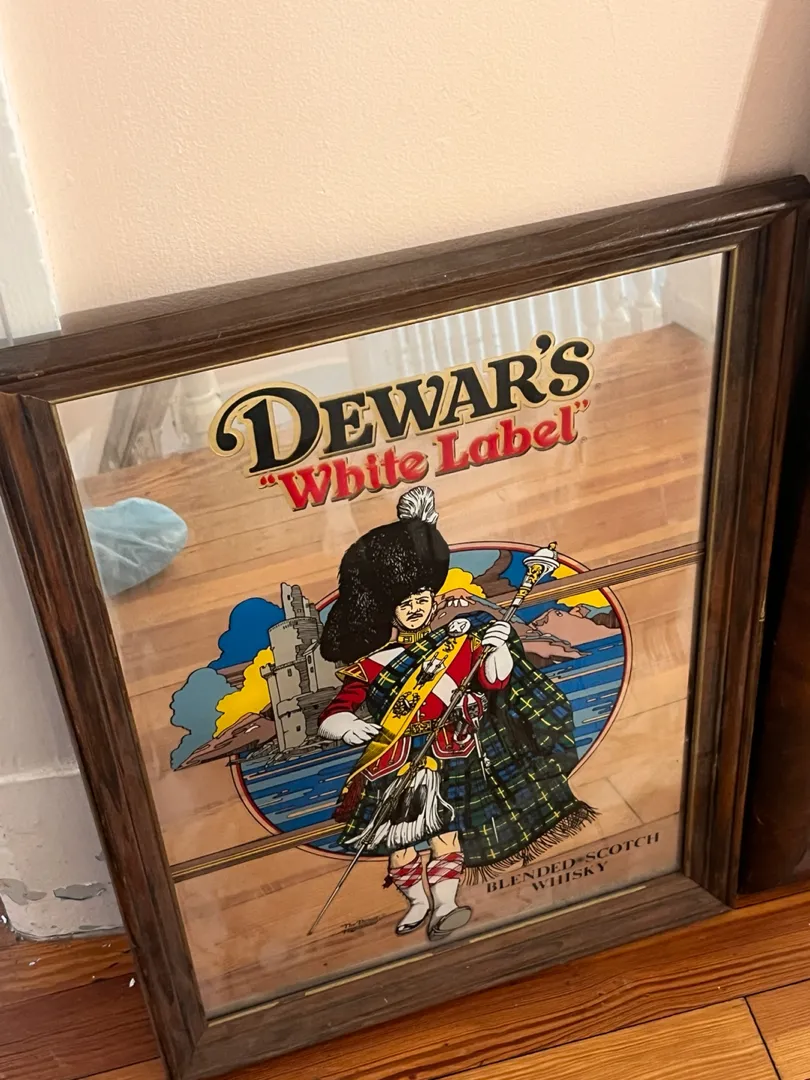 DEWAR'S
"White Label"
BLENDED SCOTCH
WHISKY